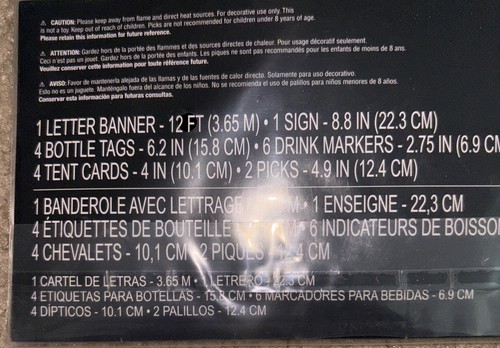 ⚠ CAUTION: Please keep away from flame and direct heat sources. For decorative use only. This
is not a toy. Keep out of reach of children. Picks are not recommended for children under 8 years of age.
Please retain this information for future reference.
⚠ ATTENTION: Gardez hors de la portée des flammes et des sources directes de chaleur. Pour usage décoratif seulement.
Ceci n'est pas un jouet. Gardez hors de la portée des enfants. Les piques ne sont pas recommandés pour les enfants de moins de 8 ans.
Veuillez conserver cette information pour toute référence future.
⚠ AVISO: Favor de mantenerla alejada de las llamas y de las fuentes de calor directo. Solamente para uso decorativo.
Esto no es un juguete. Manténgalo fuera del alcance de los niños. No se recomienda el uso de palillos para niños menores de 8 años.
Conserve esta información para futuras consultas.
1 LETTER BANNER - 12 FT (3.65 M) • 1 SIGN - 8.8 IN (22.3 CM)
4 BOTTLE TAGS - 6.2 IN (15.8 CM) • 6 DRINK MARKERS - 2.75 IN (6.9 CM
4 TENT CARDS - 4 IN (10.1 CM) • 2 PICKS - 4.9 IN (12.4 CM)
1 BANDEROLE AVEC LETTRAGE M • 1 ENSEIGNE - 22,3 CM
4 ÉTIQUETTES DE BOUTEILLE CM • 6 INDICATEURS DE BOISSO
4 CHEVALETS - 10,1 CM 2 PIQUES CM
1 CARTEL DE LETRAS - 3.65 M • 1 LETRERO - 22.3 CM
4 ETIQUETAS PARA BOTELLAS - 15.8 CM • 6 MARCADORES PARA BEBIDAS - 6.9 CM
4 DÍPTICOS - 10.1 CM • 2 PALILLOS - 12.4 CM